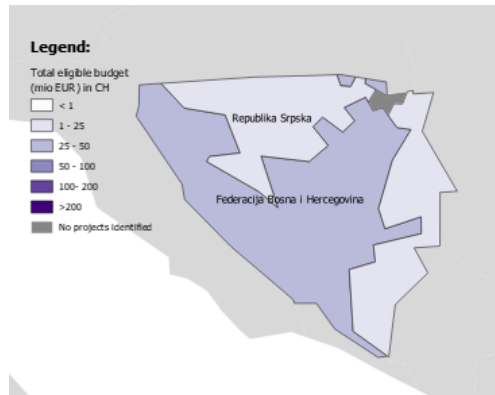 Legend:
Total eligible budget
(mio EUR) in CH
< 1
1 - 25
25 - 50
50 - 100
100- 200
>200
No projects identified
Republika Srpska
Federacija Bosna i Hercegovina